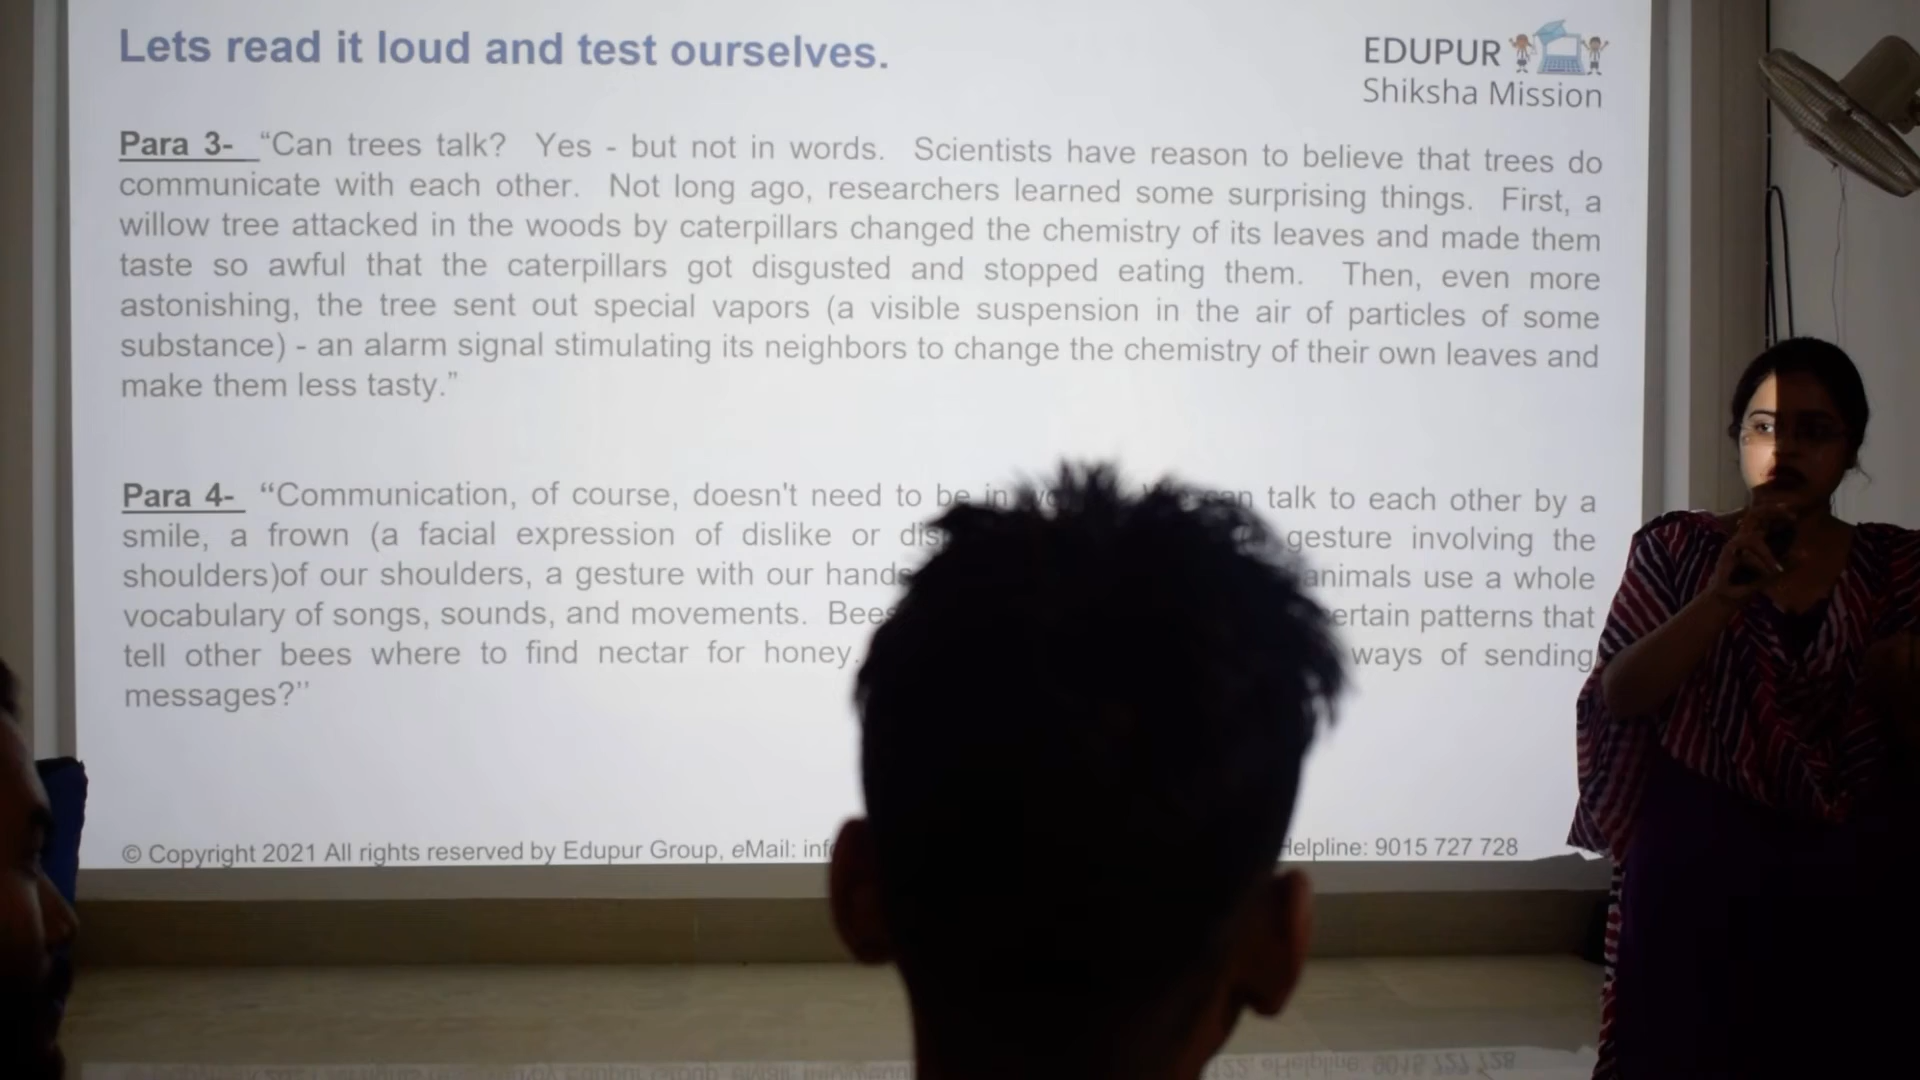 Lets read it loud and test ourselves.
EDUPUR
Shiksha Mission
Para 3- “Can trees talk? Yes - but not in words. Scientists have reason to believe that trees do
communicate with each other. Not long ago, researchers learned some surprising things. First, a
willow tree attacked in the woods by caterpillars changed the chemistry of its leaves and made them
taste so awful that the caterpillars got disgusted and stopped eating them. Then, even more
astonishing, the tree sent out special vapors (a visible suspension in the air of particles of some
substance) - an alarm signal stimulating its neighbors to change the chemistry of their own leaves and
make them less tasty.”
Para 4- “Communication, of course, doesn't need to be in talk to each other by a
smile, a frown (a facial expression of dislike or gesture involving the
shoulders)of our shoulders, a gesture with our hands animals use a whole
vocabulary of songs, sounds, and movements. Bees patterns that
tell other bees where to find nectar for honey. ways of sending
messages?’’
© Copyright 2021 All rights reserved by Edupur Group, eMail: Helpline: 9015 727 728